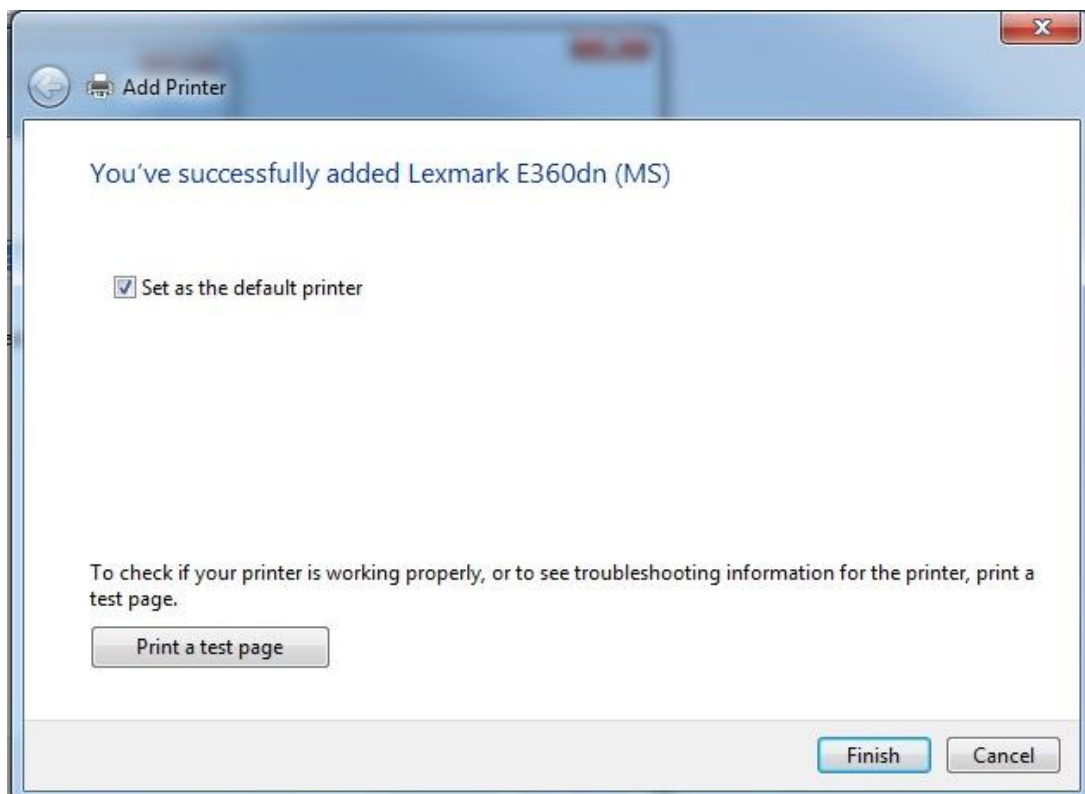 Add Printer
You've successfully added Lexmark E360dn (MS)
Set as the default printer
To check if your printer is working properly, or to see troubleshooting information for the printer, print a
test page.
Print a test page
Finish
Cancel